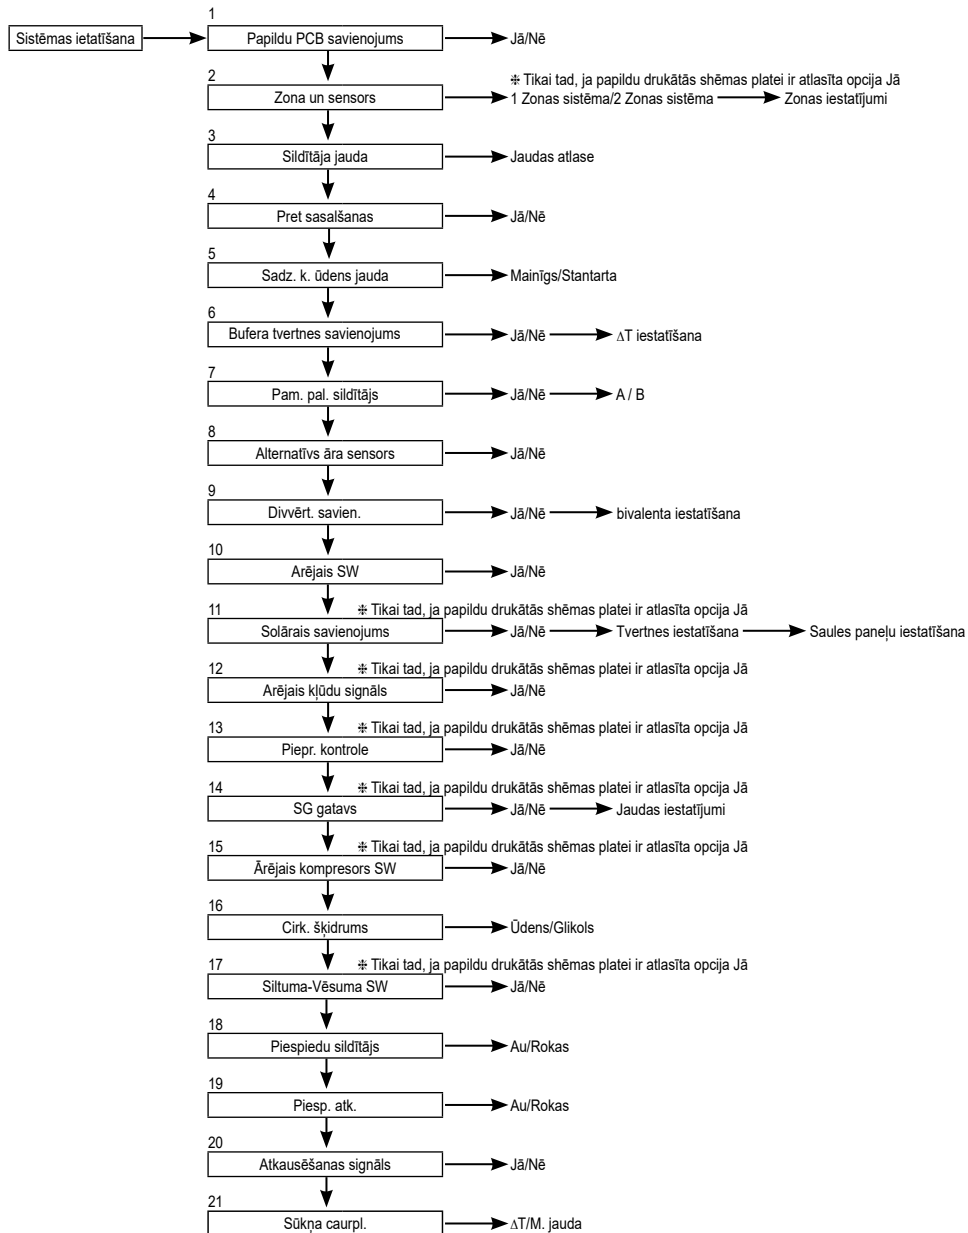 1
Sistēmas ietatīšana Papildu PCB savienojums Jā/Nē
2
※ Tikai tad, ja papildu drukātās shēmas platei ir atlasīta opcija Jā
Zona un sensors 1 Zonas sistēma/2 Zonas sistēma Zonas iestatījumi
3
Sildītāja jauda Jaudas atlase
4
Pret sasalšanas Jā/Nē
5
Sadz. k. ūdens jauda Mainīgs/Stantarta
6
Bufera tvertnes savienojums Jā/Nē ΔT iestatīšana
7
Pam. pal. sildītājs Jā/Nē A / B
8
Alternatīvs āra sensors Jā/Nē
9
Divvērt. savien. Jā/Nē bivalenta iestatīšana
10
Arējais SW Jā/Nē
11 ※ Tikai tad, ja papildu drukātās shēmas platei ir atlasīta opcija Jā
Solārais savienojums Jā/Nē Tvertnes iestatīšana Saules paneļu iestatīšana
12 ※ Tikai tad, ja papildu drukātās shēmas platei ir atlasīta opcija Jā
Arējais kļūdu signāls Jā/Nē
13 ※ Tikai tad, ja papildu drukātās shēmas platei ir atlasīta opcija Jā
Piepr. kontrole Jā/Nē
14 ※ Tikai tad, ja papildu drukātās shēmas platei ir atlasīta opcija Jā
SG gatavs Jā/Nē Jaudas iestatījumi
15 ※ Tikai tad, ja papildu drukātās shēmas platei ir atlasīta opcija Jā
Ārējais kompresors SW Jā/Nē
16
Cirk. šķidrums Ūdens/Glikols
17 ※ Tikai tad, ja papildu drukātās shēmas platei ir atlasīta opcija Jā
Siltuma-Vēsuma SW Jā/Nē
18
Piespiedu sildītājs Au/Rokas
19
Piesp. atk. Au/Rokas
20
Atkausēšanas signāls Jā/Nē
21
Sūkņa caurpl. ΔT/M. jauda